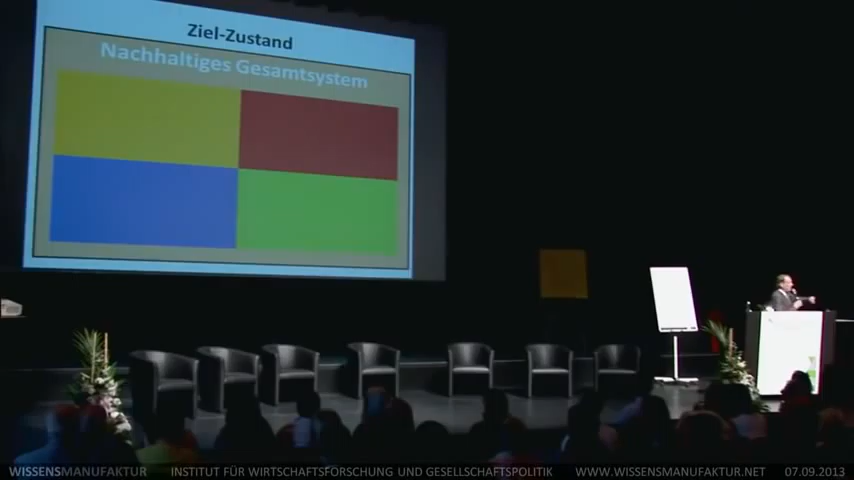 Ziel-Zustand
Nachhaltiges Gesamtsystem
WISSENSMANUFAKTUR INSTITUT FÜR WIRTSCHAFTSFORSCHUNG UND GESELLSCHAFTSPOLITIK WWW.WISSENSMANUFAKTUR.NET 07.09.2013